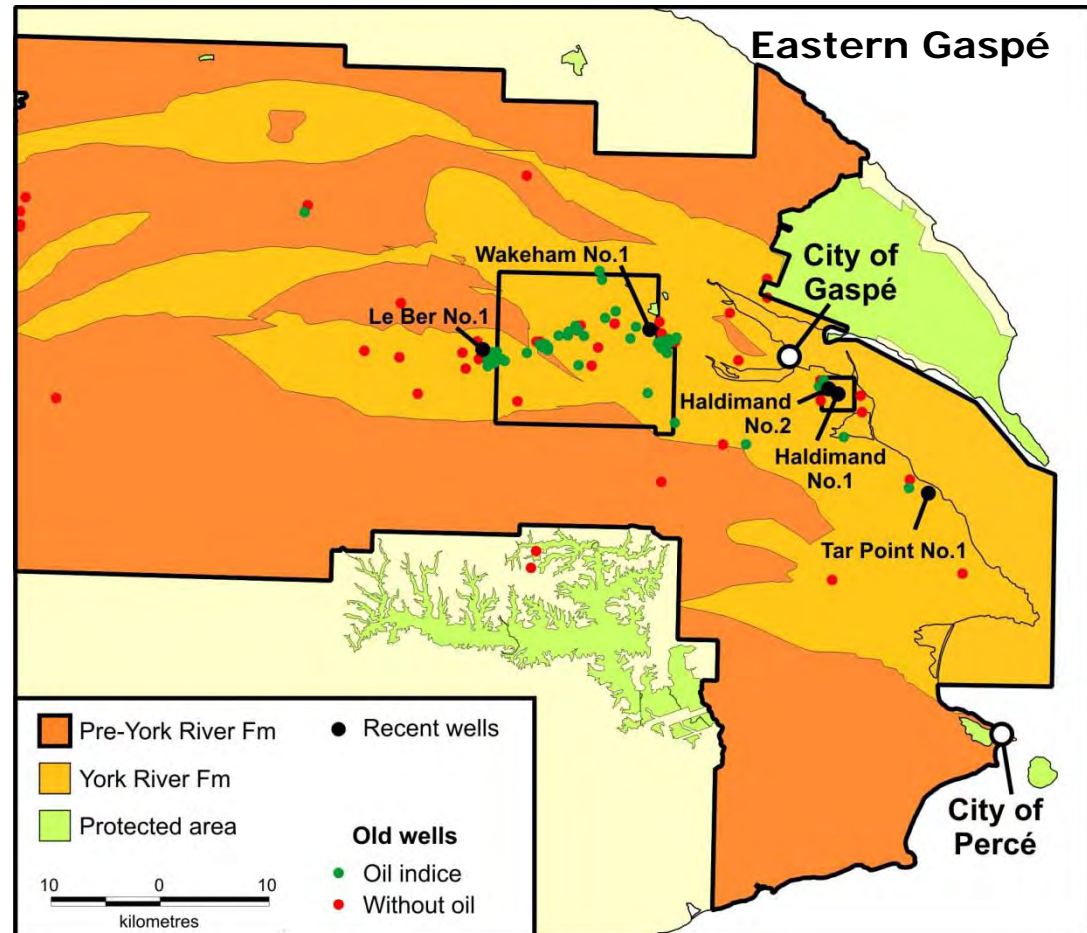 Eastern Gaspé
Wakeham No.1
City of
Gaspé
Le Ber No.1
Haldimand
No.2
Haldimand
No.1
Tar Point No.1
Pre-York River Fm
York River Fm
Protected area
10 0 10
kilometres
Recent wells
Old wells
Oil indice
Without oil
City of
Percé